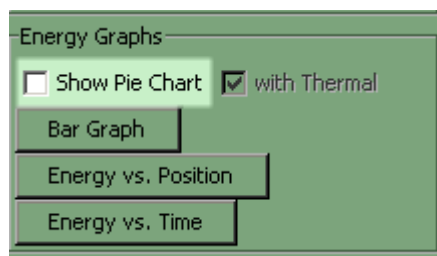 Energy Graphs
Show Pie Chart with Thermal
Bar Graph
Energy vs. Position
Energy vs. Time